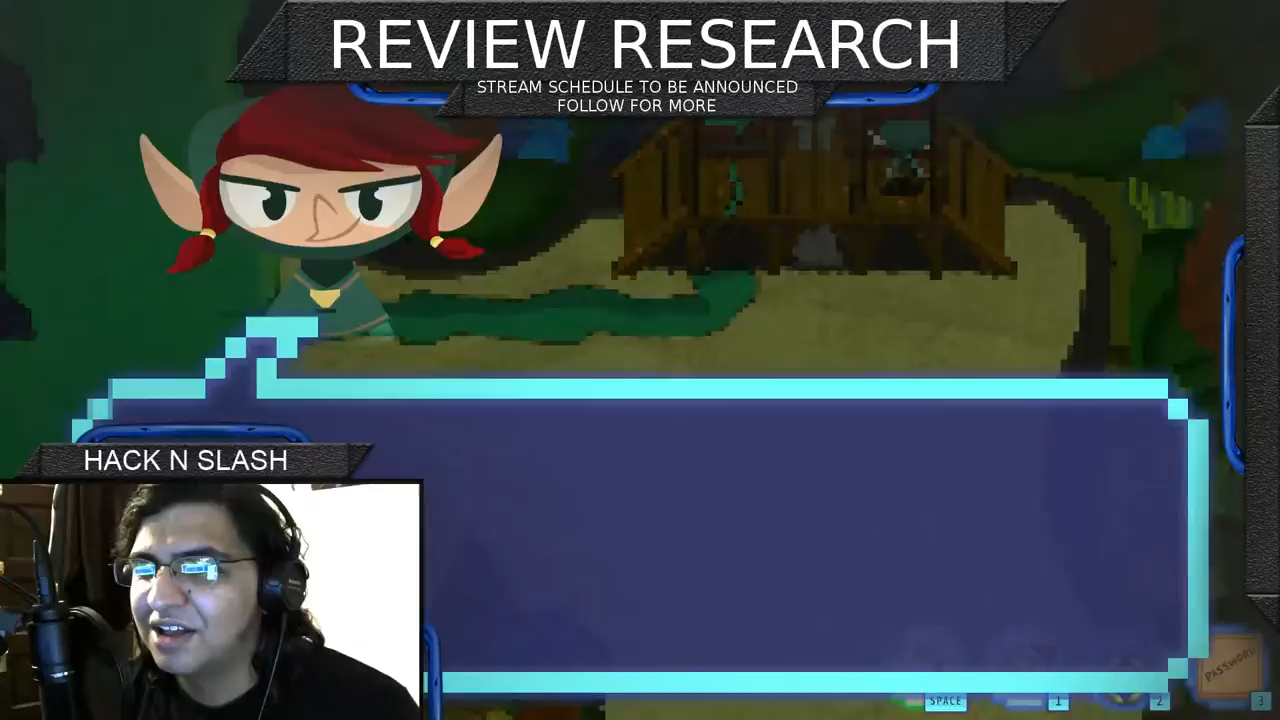 REVIEW RESEARCH
STREAM SCHEDULE TO BE ANNOUNCED
FOLLOW FOR MORE
HACK N SLASH
PASSWORD
SPACE 1 2 3